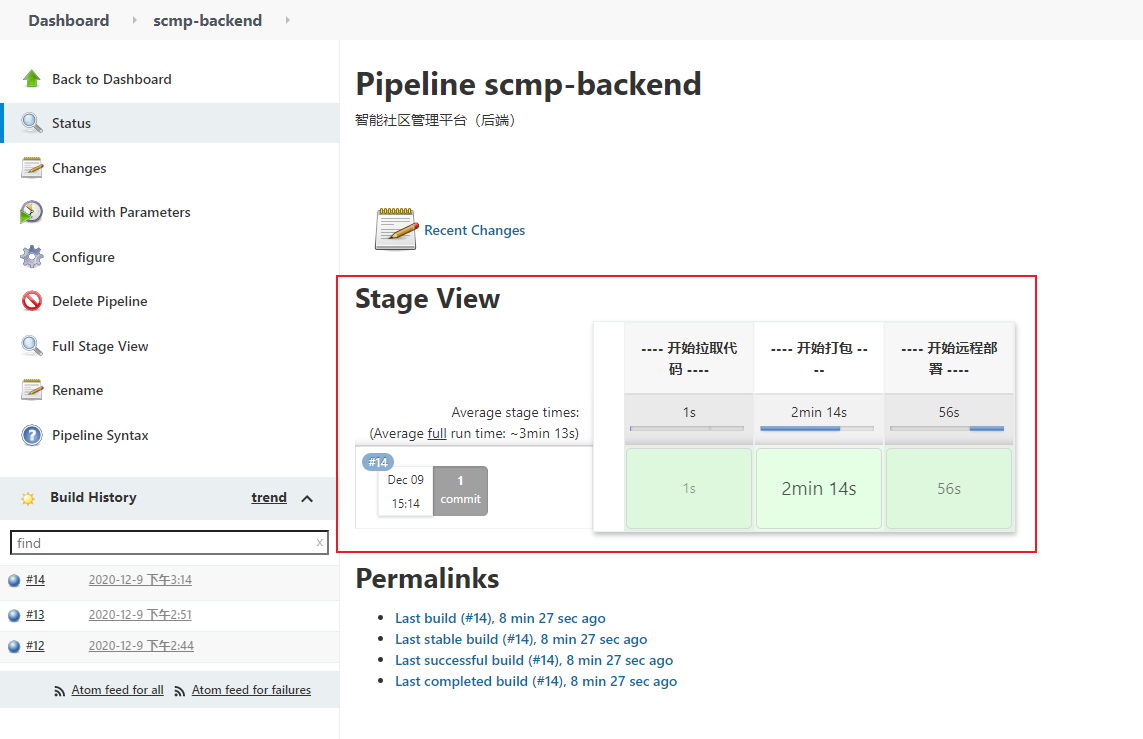 Dashboard scmp-backend
Back to Dashboard
Status
Changes
Build with Parameters
Configure
Delete Pipeline
Full Stage View
Rename
Pipeline Syntax
Build History trend
find x
#14 2020-12-9 下午3:14
#13 2020-12-9 下午2:51
#12 2020-12-9 下午2:44
Atom feed for all Atom feed for failures
Pipeline scmp-backend
智能社区管理平台（后端）
Recent Changes
Stage View
---- 开始拉取代
码 ----
---- 开始打包 --
--
---- 开始远程部
署 ----
Average stage times:
(Average full run time: ~3min 13s)
1s
2min 14s
56s
#14
Dec 09
15:14
1
commit
1s
2min 14s
56s
Permalinks
Last build (#14), 8 min 27 sec ago
Last stable build (#14), 8 min 27 sec ago
Last successful build (#14), 8 min 27 sec ago
Last completed build (#14), 8 min 27 sec ago